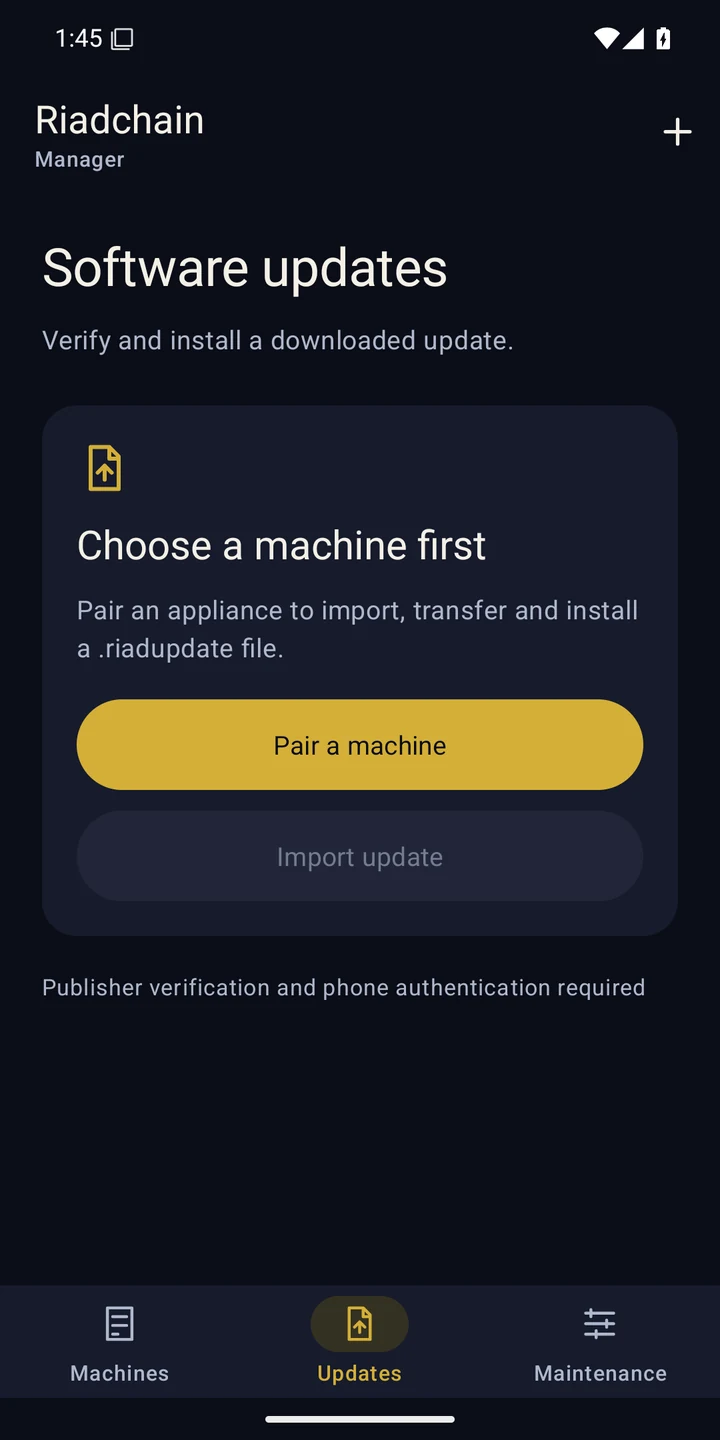 1:45
Riadchain
Manager
Software updates
Verify and install a downloaded update.
Choose a machine first
Pair an appliance to import, transfer and install
a .riadupdate file.
Pair a machine
Import update
Publisher verification and phone authentication required
Machines
Updates
Maintenance